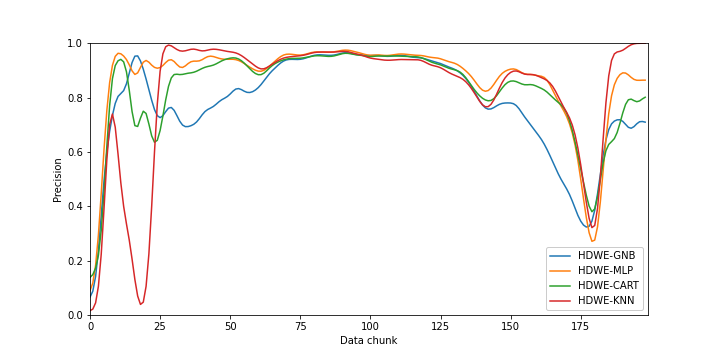 1.0
0.8
0.6
0.4
0.2
0.0
Precision
0 25 50 75 100 125 150 175
Data chunk
HDWE-GNB
HDWE-MLP
HDWE-CART
HDWE-KNN